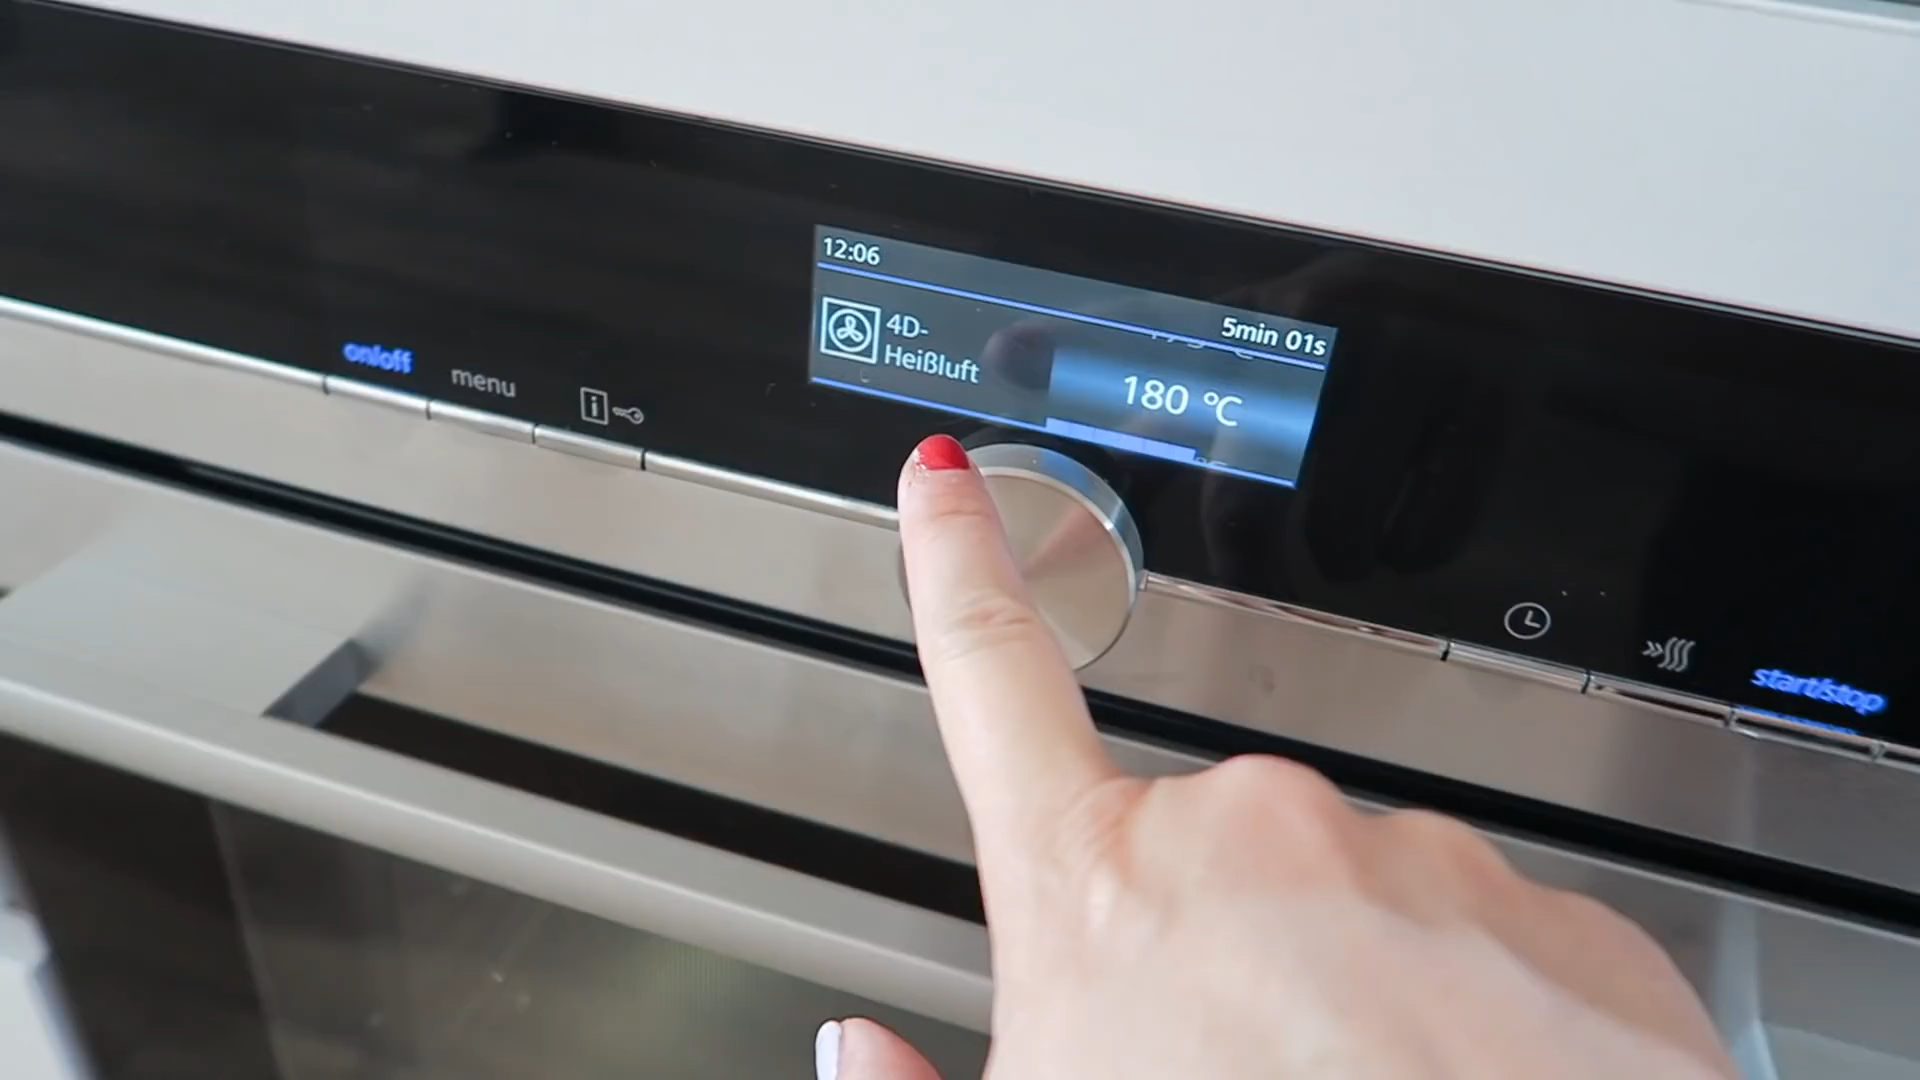 12:06
5min 01s
4D-
Heißluft
180 °C
on/off
menu
i
start/stop